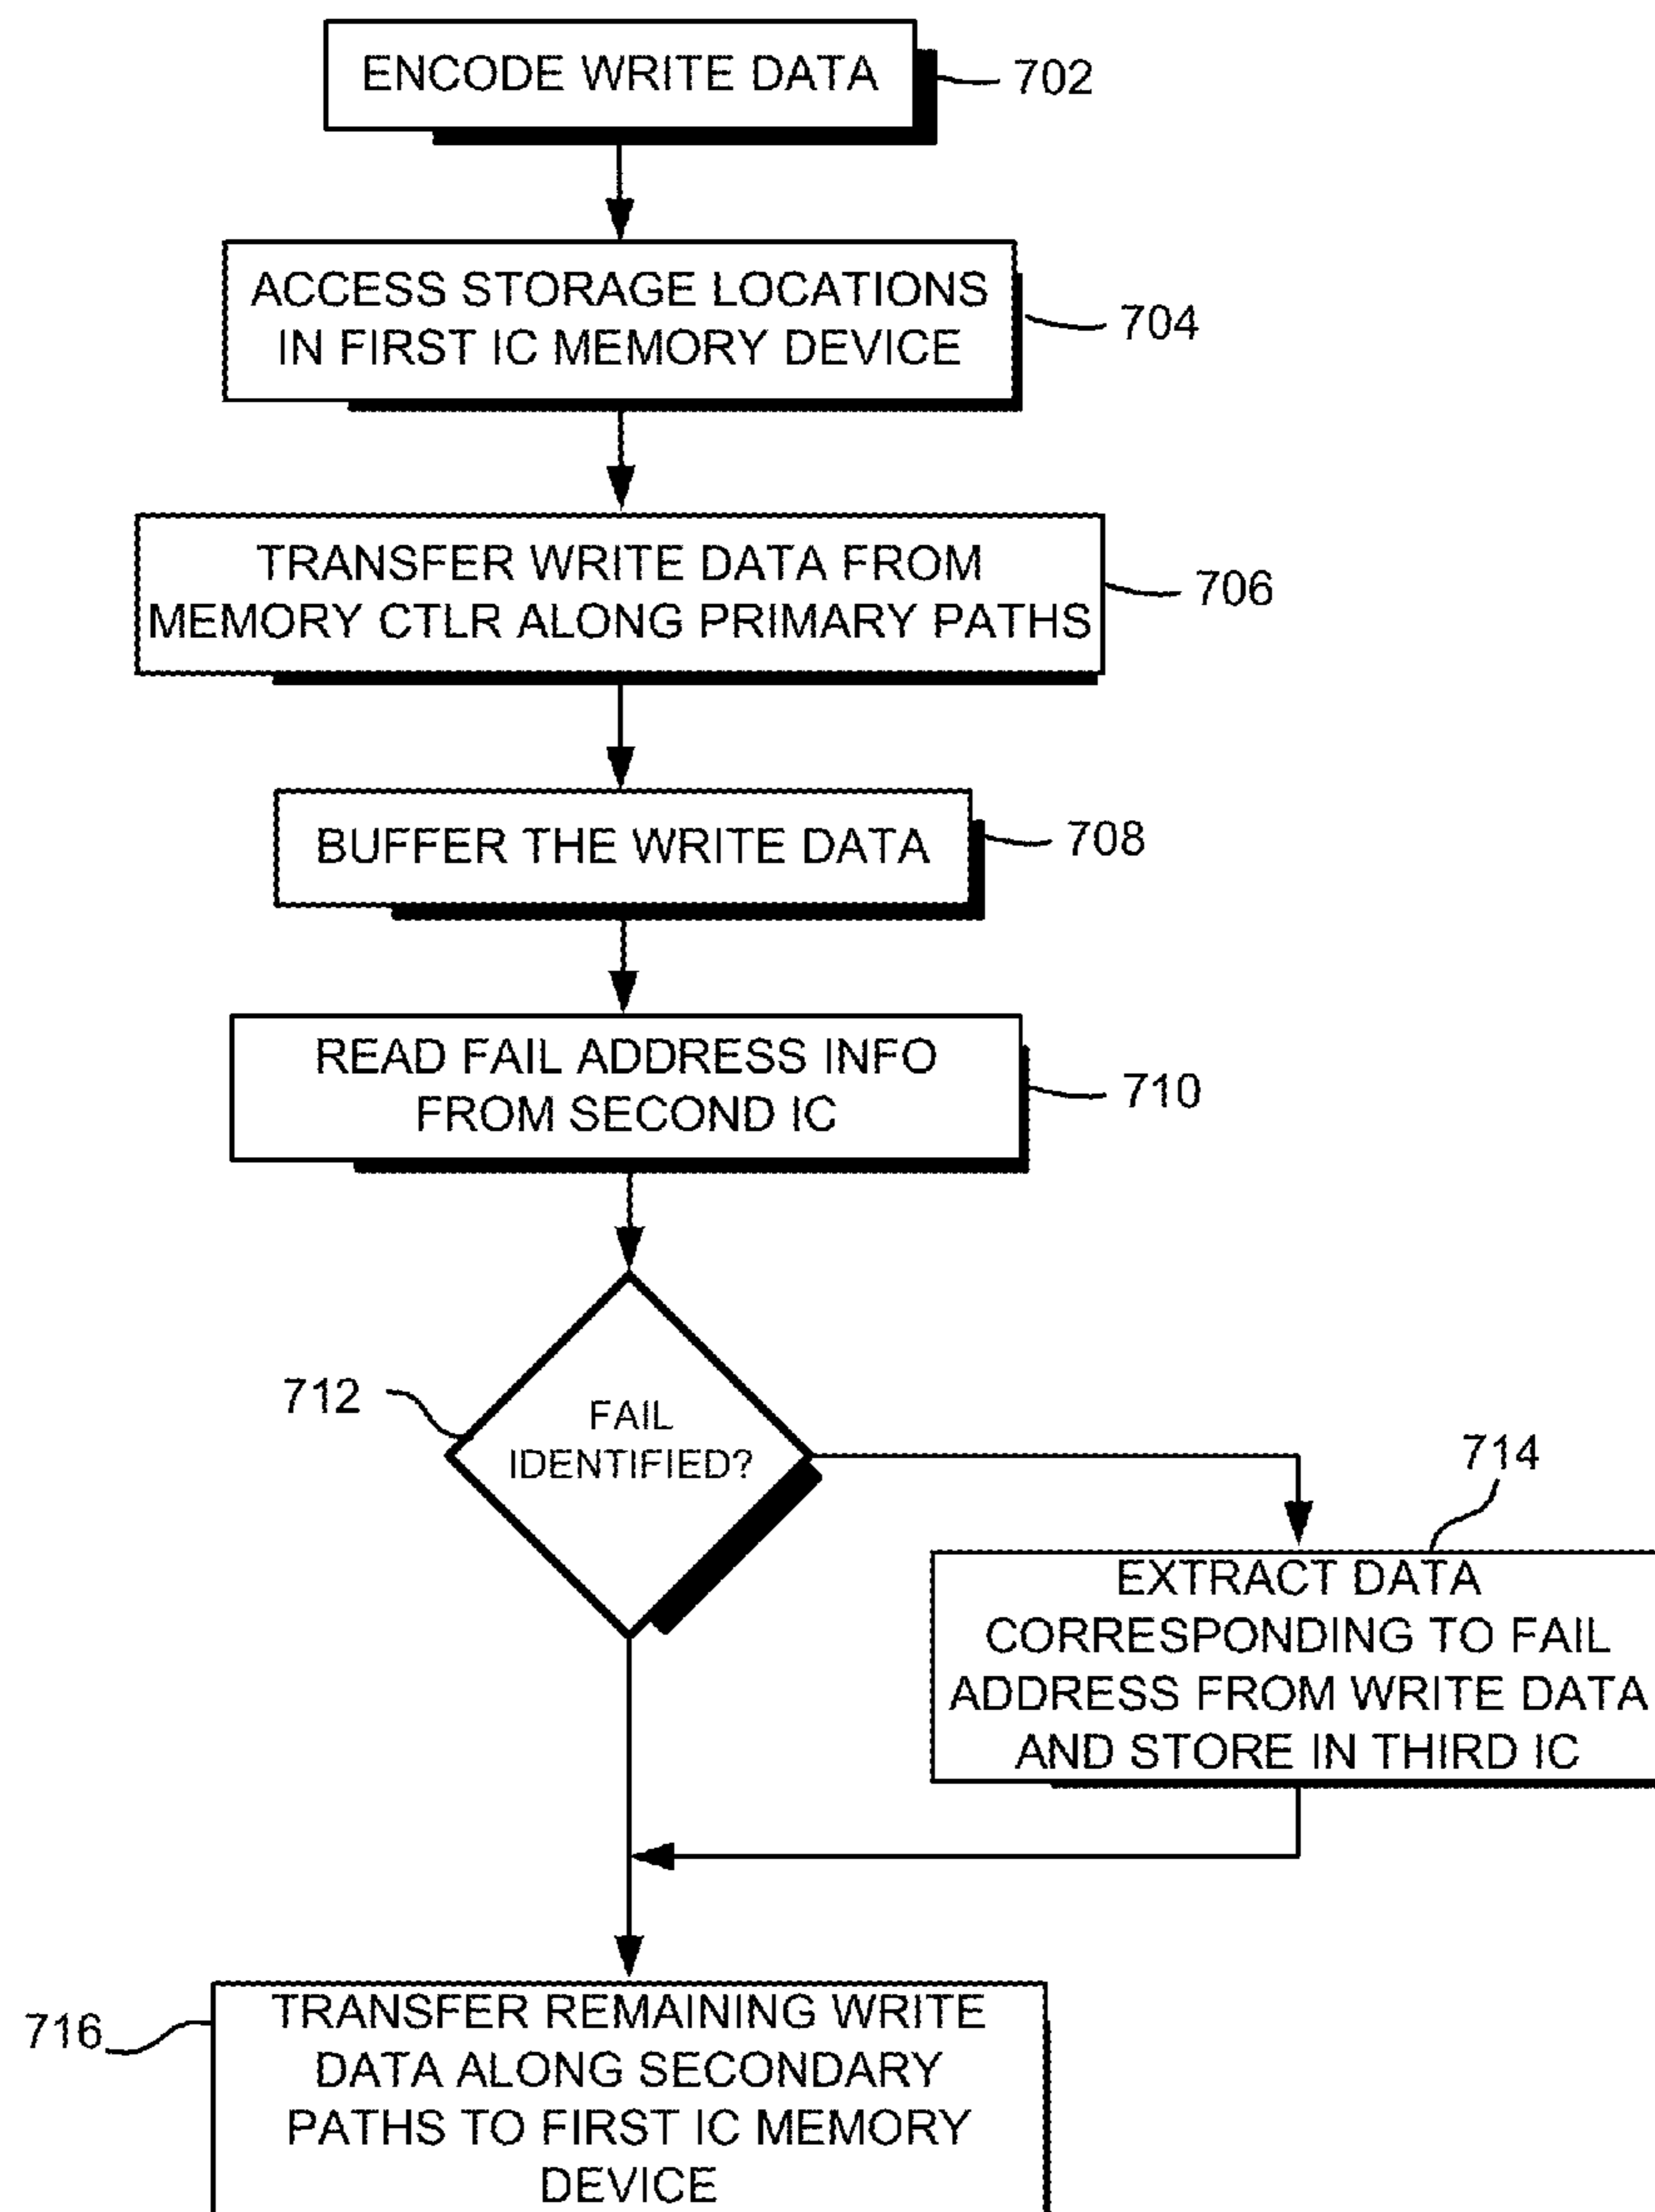 ENCODE WRITE DATA
702
ACCESS STORAGE LOCATIONS
IN FIRST IC MEMORY DEVICE
704
TRANSFER WRITE DATA FROM
MEMORY CTLR ALONG PRIMARY PATHS
706
BUFFER THE WRITE DATA
708
READ FAIL ADDRESS INFO
FROM SECOND IC
710
712
FAIL
IDENTIFIED?
714
EXTRACT DATA
CORRESPONDING TO FAIL
ADDRESS FROM WRITE DATA
AND STORE IN THIRD IC
716
TRANSFER REMAINING WRITE
DATA ALONG SECONDARY
PATHS TO FIRST IC MEMORY
DEVICE